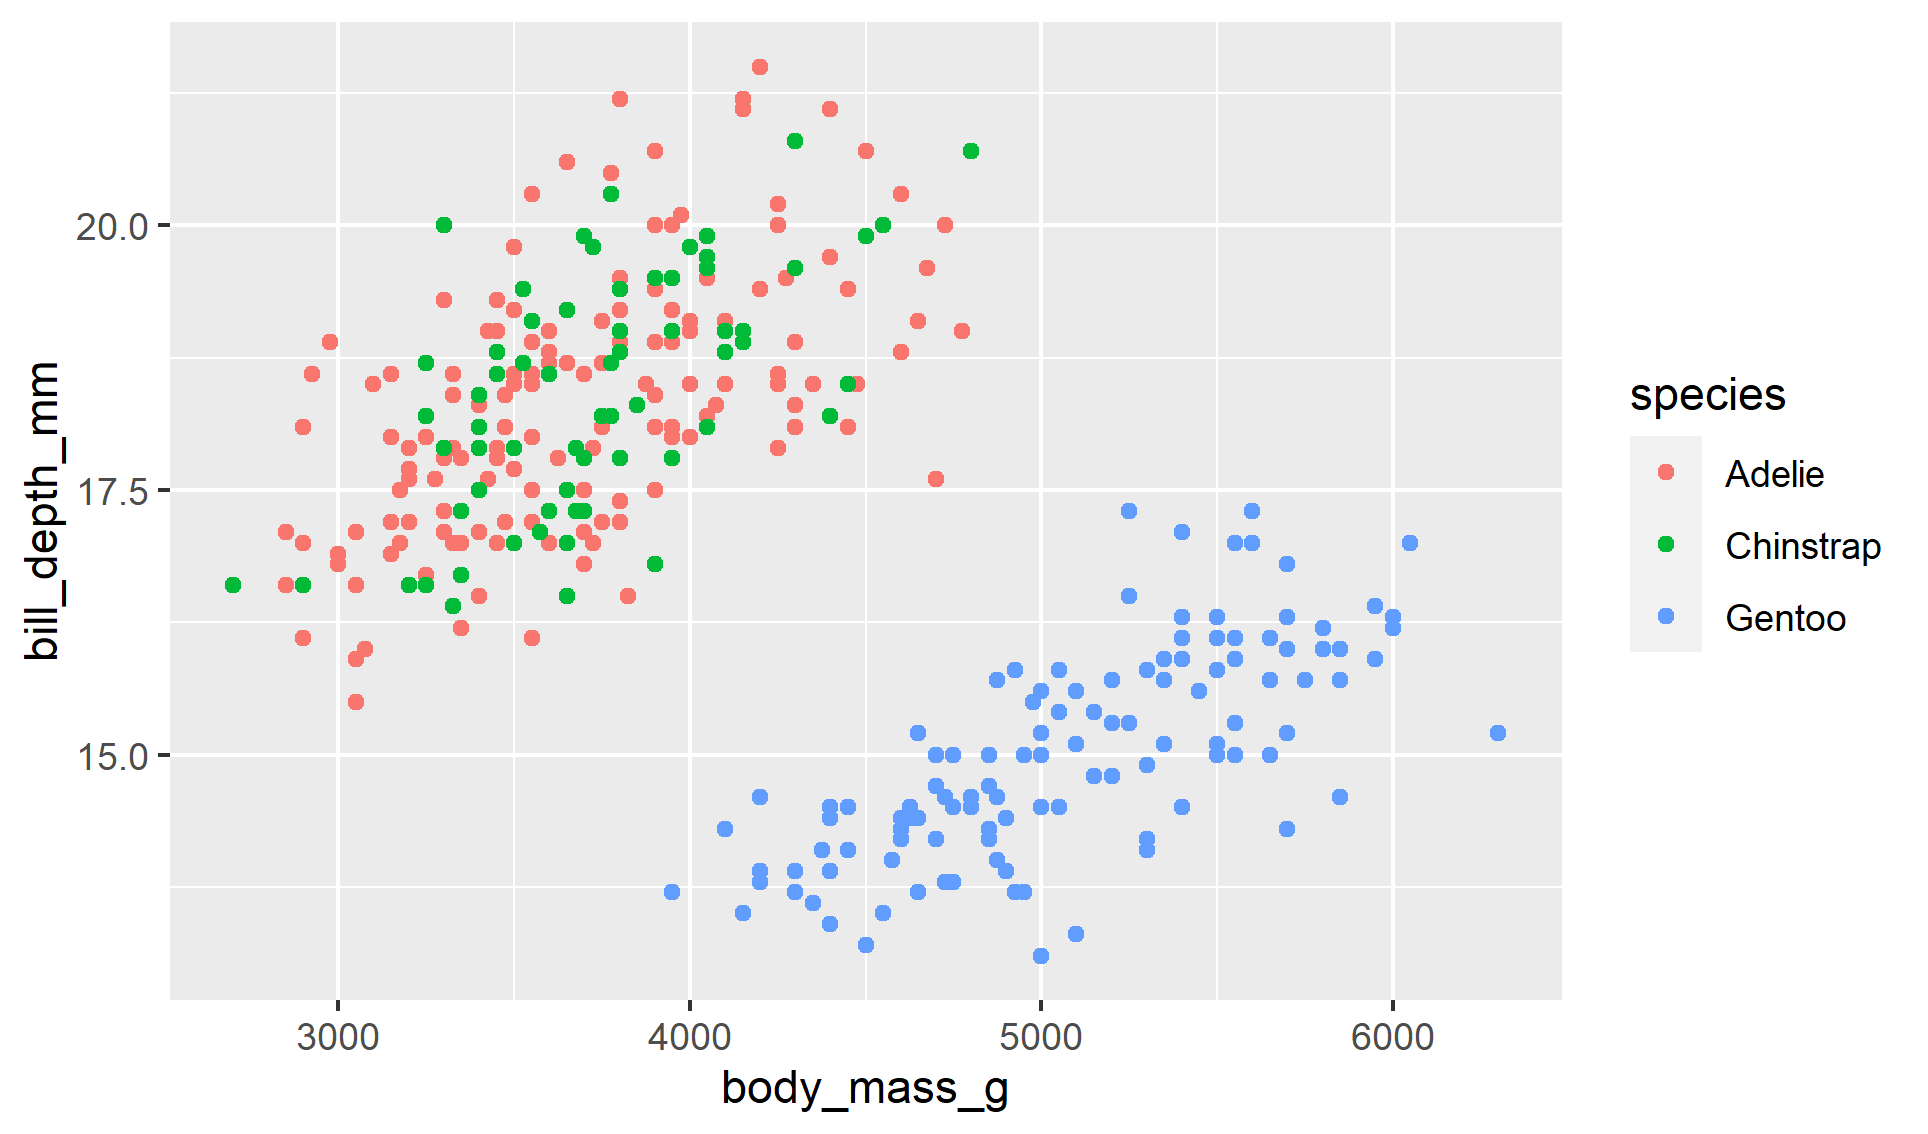 bill_depth_mm
20.0
17.5
15.0
3000 4000 5000 6000
body_mass_g
species
Adelie
Chinstrap
Gentoo